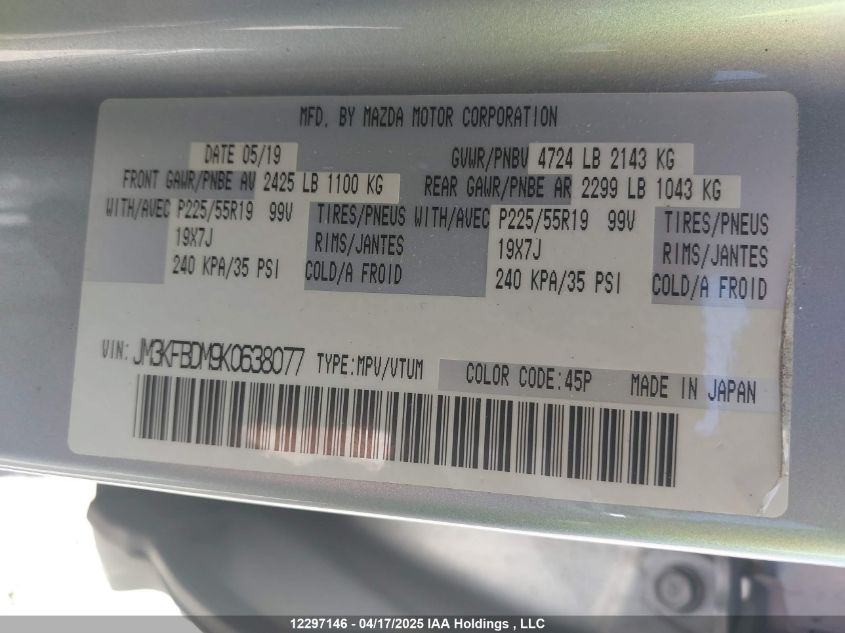 MFD. BY MAZDA MOTOR CORPORATION
DATE 05/19 GVWR/PNBV 4724 LB 2143 KG
FRONT GAWR/PNBE AV 2425 LB 1100 KG REAR GAWR/PNBE AR 2299 LB 1043 KG
WITH/AVEC P225/55R19 99V TIRES/PNEUS WITH/AVEC P225/55R19 99V TIRES/PNEUS
19X7J RIMS/JANTES 19X7J RIMS/JANTES
240 KPA/35 PSI COLD/A FROID 240 KPA/35 PSI COLD/A FROID
VIN: JM3KFBDM9K0638077 TYPE:MPV/VTUM COLOR CODE:45P MADE IN JAPAN
12297146 - 04/17/2025 IAA Holdings , LLC